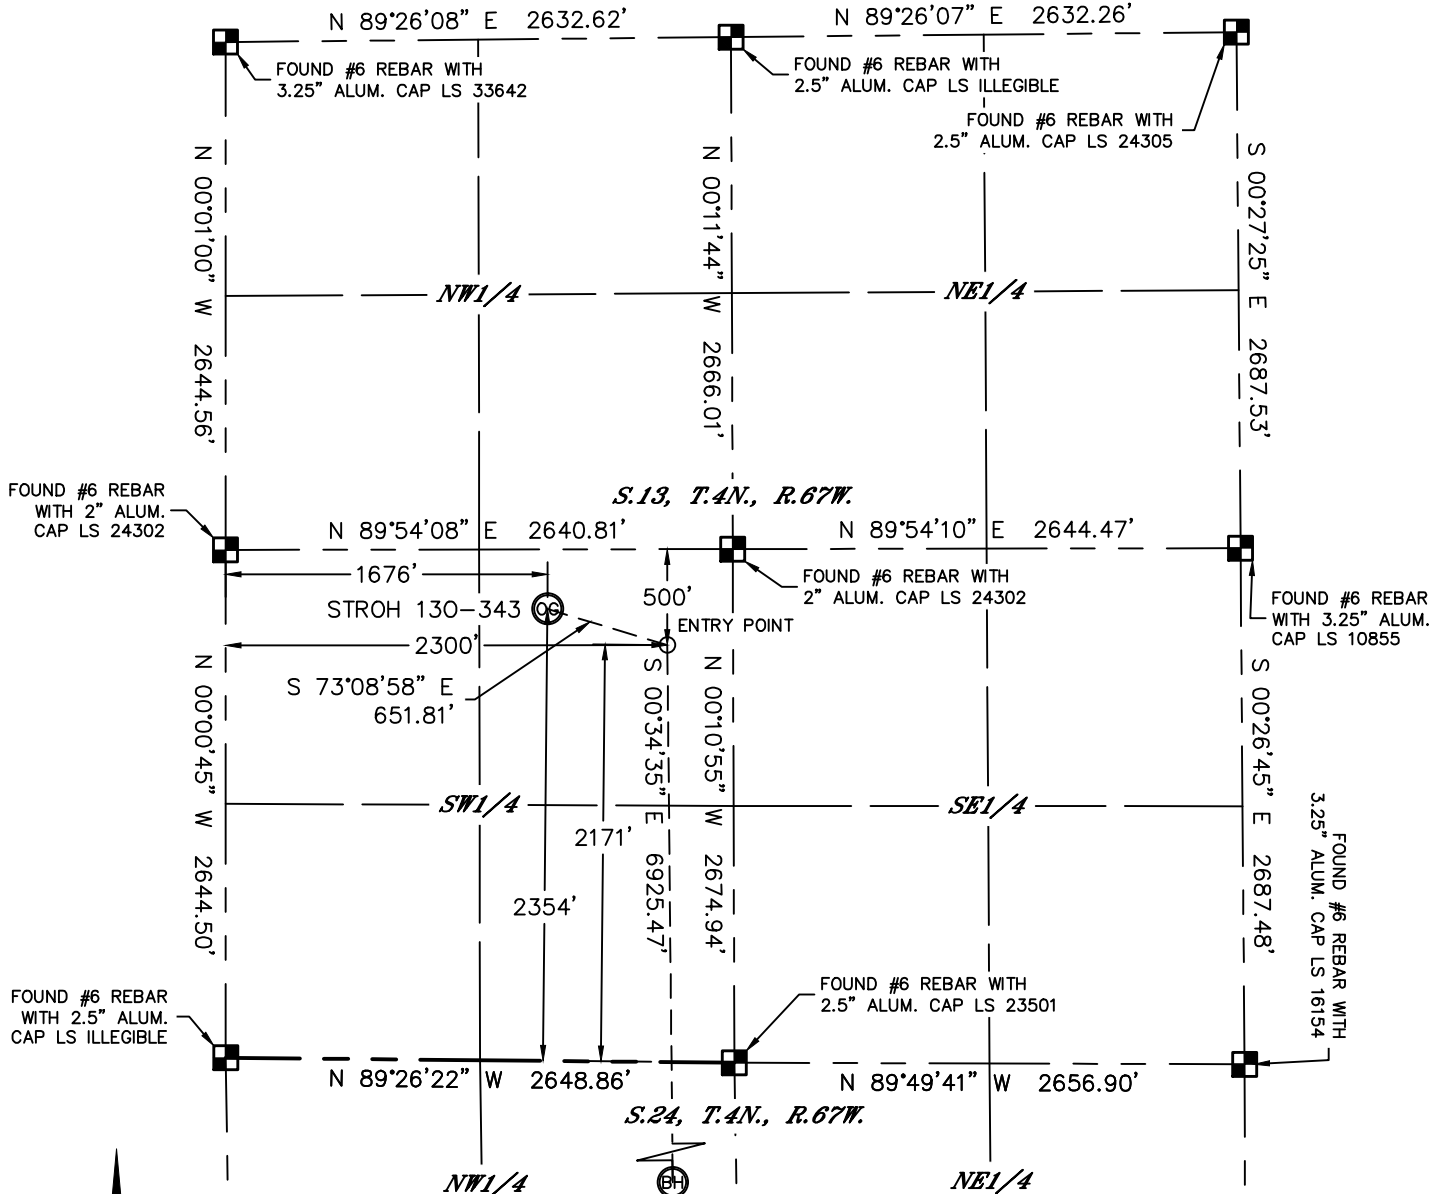 N 89°26'08" E 2632.62'
N 89°26'07" E 2632.26'
FOUND #6 REBAR WITH
3.25" ALUM. CAP LS 33642
FOUND #6 REBAR WITH
2.5" ALUM. CAP LS ILLEGIBLE
FOUND #6 REBAR WITH
2.5" ALUM. CAP LS 24305
N 00°01'00" W 2644.56'
N 00°11'44" W 2666.01'
S 00°27'25" E 2687.53'
NW1/4
NE1/4
S.13, T.4N., R.67W.
FOUND #6 REBAR
WITH 2" ALUM.
CAP LS 24302
N 89°54'08" E 2640.81'
N 89°54'10" E 2644.47'
1676'
FOUND #6 REBAR WITH
2" ALUM. CAP LS 24302
500'
STROH 130-343
OG
ENTRY POINT
FOUND #6 REBAR
WITH 3.25" ALUM.
CAP LS 10855
2300'
S 73°08'58" E
651.81'
N 00°00'45" W 2644.50'
S 00°34'35" E 6925.47'
N 00°10'55" W 2674.94'
S 00°26'45" E 2687.48'
SW1/4
SE1/4
2171'
2354'
FOUND #6 REBAR WITH
3.25" ALUM. CAP LS 16154
FOUND #6 REBAR
WITH 2.5" ALUM.
CAP LS ILLEGIBLE
FOUND #6 REBAR WITH
2.5" ALUM. CAP LS 23501
N 89°26'22" W 2648.86'
N 89°49'41" W 2656.90'
S.24, T.4N., R.67W.
NW1/4
BH
NE1/4